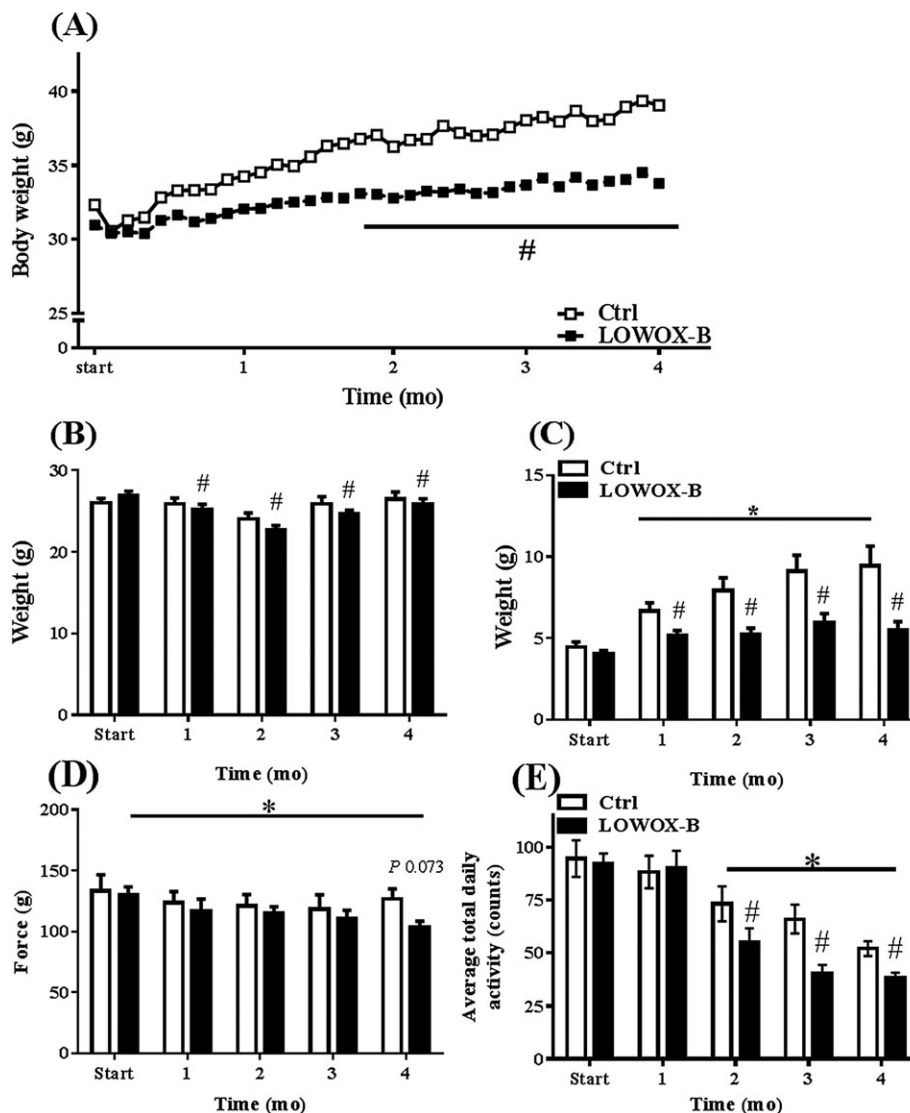 (A)
Body weight (g)
40
35
30
25
0
#
Ctrl
LOWOX-B
start 1 2 3 4
Time (mo)
(B)
Weight (g)
30
20
10
0
# # # #
Start 1 2 3 4
Time (mo)
(C)
Ctrl
LOWOX-B
Weight (g)
15
10
5
0
*
# # # #
Start 1 2 3 4
Time (mo)
(D)
Force (g)
200
150
100
50
0
*
P 0.073
Start 1 2 3 4
Time (mo)
(E)
Ctrl
LOWOX-B
Average total daily
activity (counts)
100
75
50
25
0
*
# # #
Start 1 2 3 4
Time (mo)